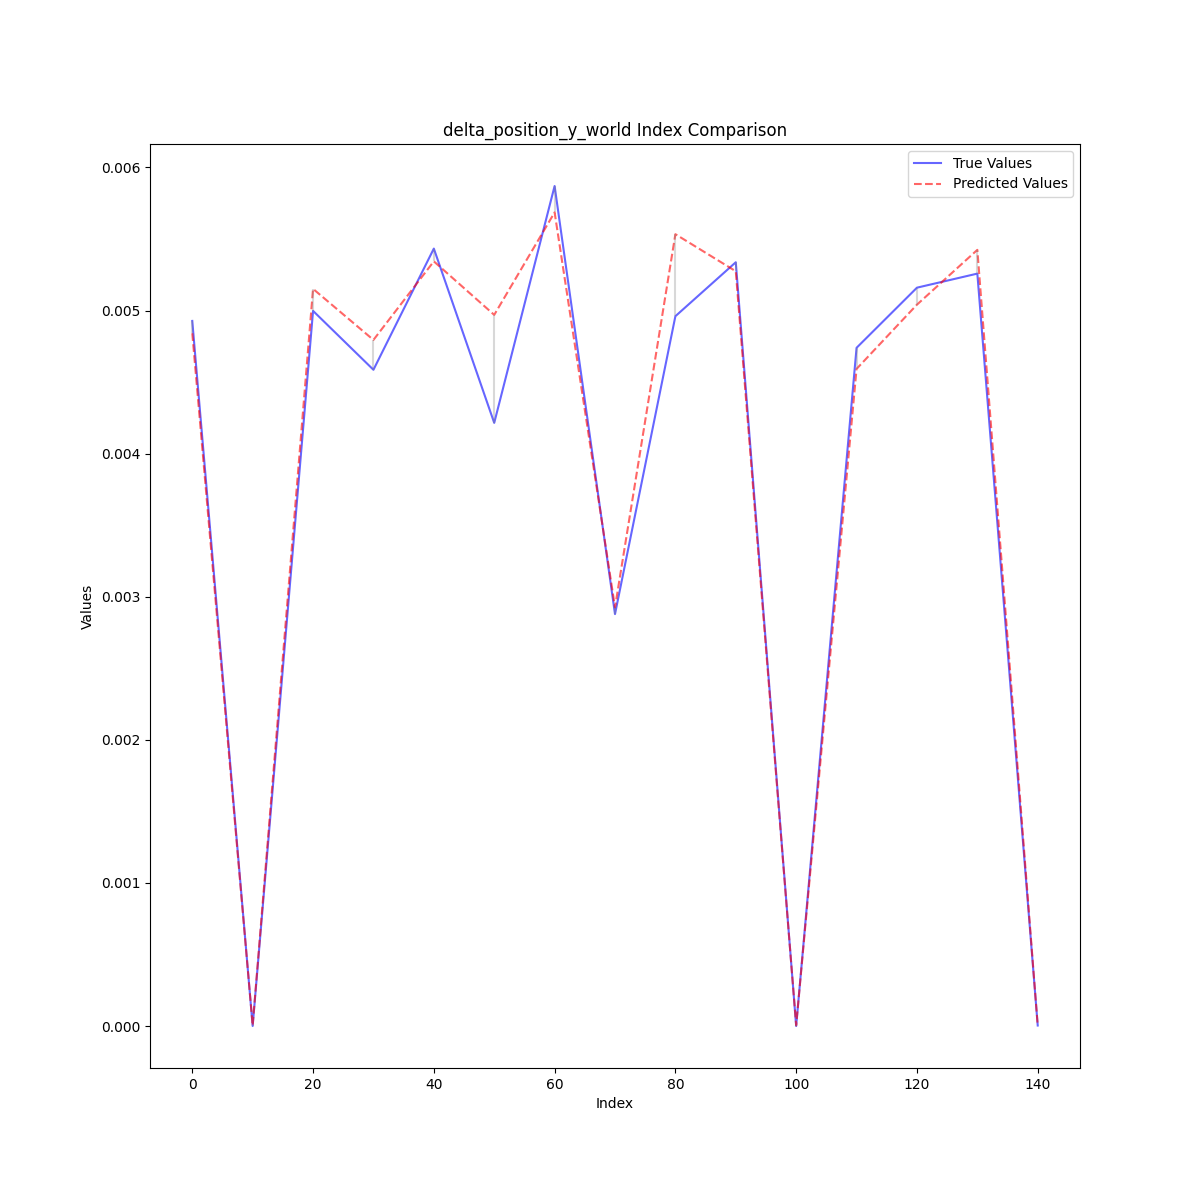 delta_position_y_world Index Comparison
True Values
Predicted Values
0.006
0.005
0.004
0.003
0.002
0.001
0.000
Values
0 20 40 60 80 100 120 140
Index